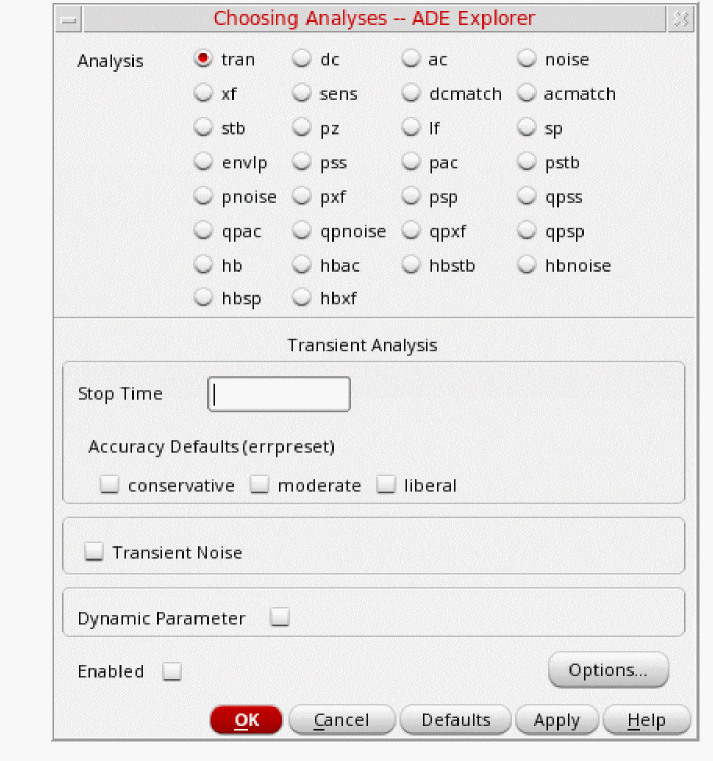 Choosing Analyses -- ADE Explorer
Analysis tran dc ac noise
xf sens dcmatch acmatch
stb pz lf sp
envlp pss pac pstb
pnoise pxf psp qpss
qpac qpnoise qpxf qpsp
hb hbac hbstb hbnoise
hbsp hbxf
Transient Analysis
Stop Time
Accuracy Defaults (errpreset)
conservative moderate liberal
Transient Noise
Dynamic Parameter
Enabled Options...
OK Cancel Defaults Apply Help